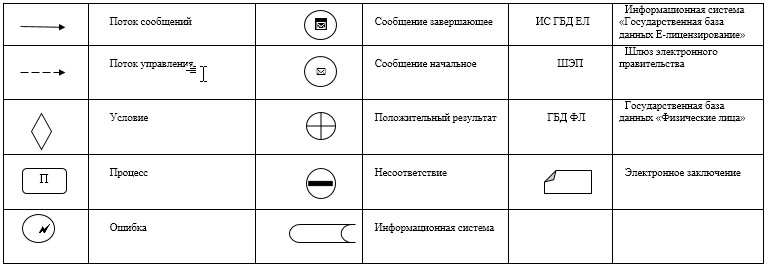 Поток сообщений
Сообщение завершающее
ИС ГБД ЕЛ
Информационная система
«Государственная база
данных Е-лицензирование»
Поток управления
Сообщение начальное
ШЭП
Шлюз электронного
правительства
Условие
Положительный результат
ГБД ФЛ
Государственная база
данных «Физические лица»
П
Процесс
Несоответствие
Электронное заключение
Ошибка
Информационная система